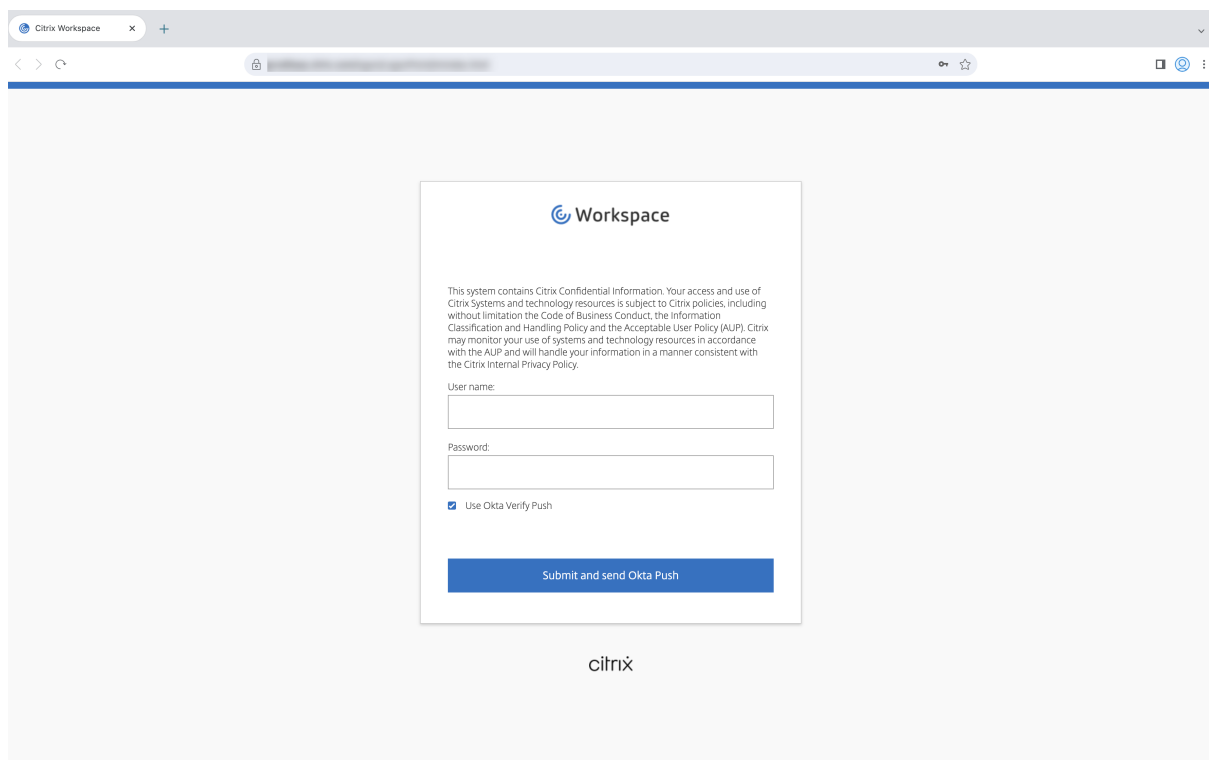 Citrix Workspace
Workspace
This system contains Citrix Confidential Information. Your access and use of
Citrix Systems and technology resources is subject to Citrix policies, including
without limitation the Code of Business Conduct, the Information
Classification and Handling Policy and the Acceptable User Policy (AUP). Citrix
may monitor your use of systems and technology resources in accordance
with the AUP and will handle your information in a manner consistent with
the Citrix Internal Privacy Policy.
User name:
Password:
Use Okta Verify Push
Submit and send Okta Push
citrix